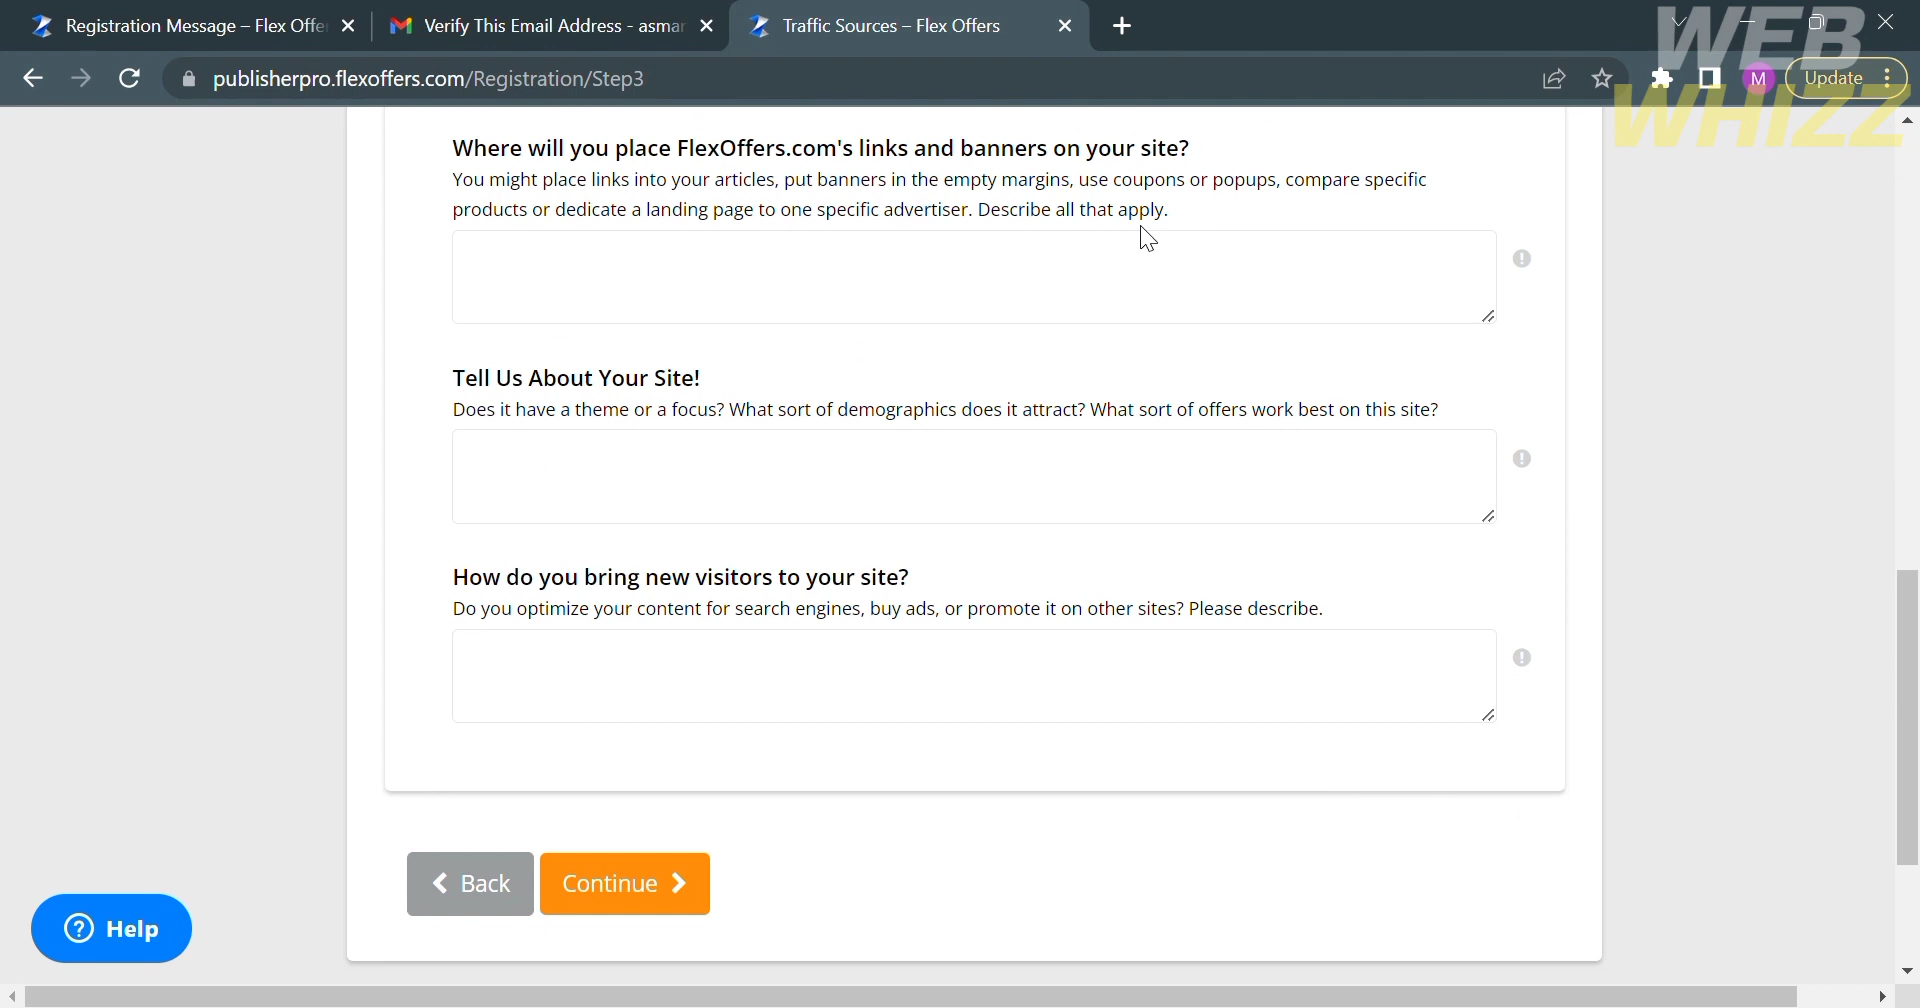 Registration Message – Flex Offe
Verify This Email Address - asmar
Traffic Sources – Flex Offers
publisherpro.flexoffers.com/Registration/Step3
M
Update
WEB
WHIZZ
Where will you place FlexOffers.com's links and banners on your site?
You might place links into your articles, put banners in the empty margins, use coupons or popups, compare specific
products or dedicate a landing page to one specific advertiser. Describe all that apply.
Tell Us About Your Site!
Does it have a theme or a focus? What sort of demographics does it attract? What sort of offers work best on this site?
How do you bring new visitors to your site?
Do you optimize your content for search engines, buy ads, or promote it on other sites? Please describe.
Back
Continue
Help